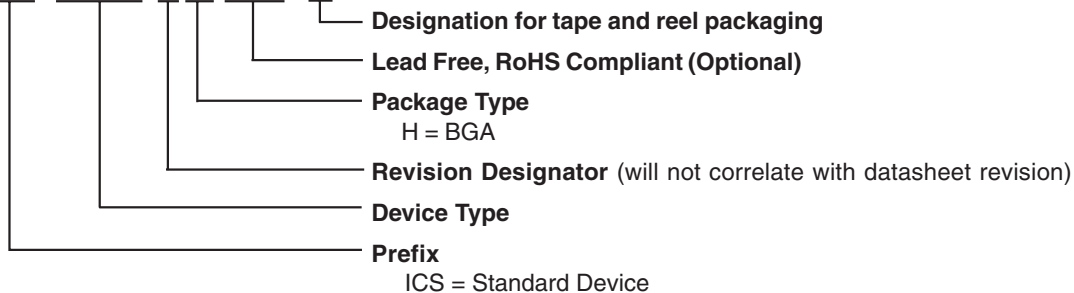 Designation for tape and reel packaging
Lead Free, RoHS Compliant (Optional)
Package Type
H = BGA
Revision Designator (will not correlate with datasheet revision)
Device Type
Prefix
ICS = Standard Device